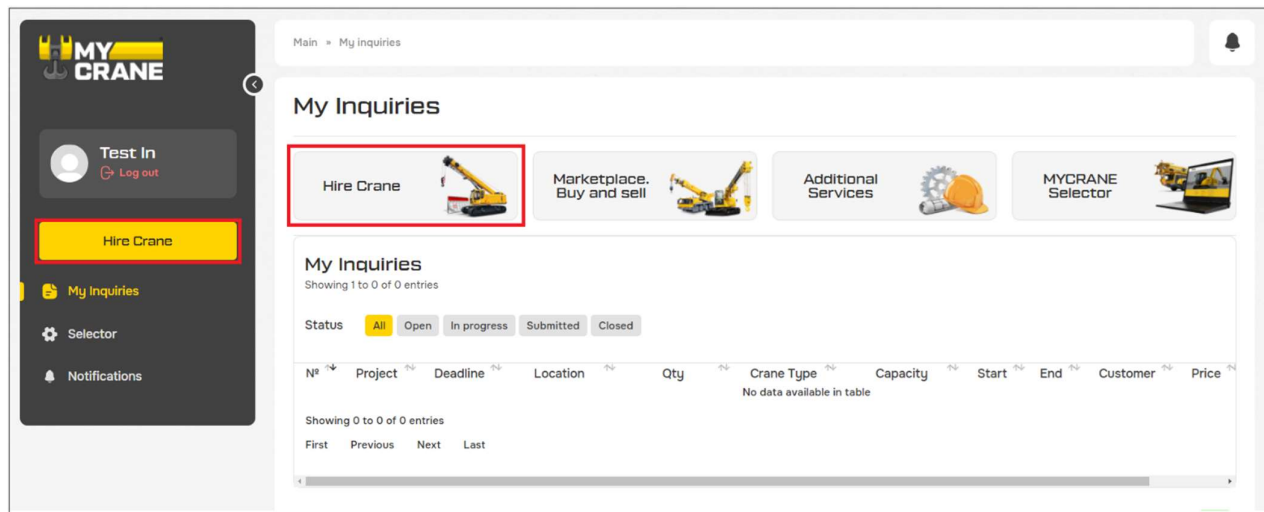 MY
CRANE
Test In
Log out
Hire Crane
My Inquiries
Selector
Notifications
Main » My inquiries
My Inquiries
Hire Crane
Marketplace.
Buy and sell
Additional
Services
MYCRANE
Selector
My Inquiries
Showing 1 to 0 of 0 entries
Status All Open In progress Submitted Closed
Nº Project Deadline Location Qty Crane Type Capacity Start End Customer Price
No data available in table
Showing 0 to 0 of 0 entries
First Previous Next Last